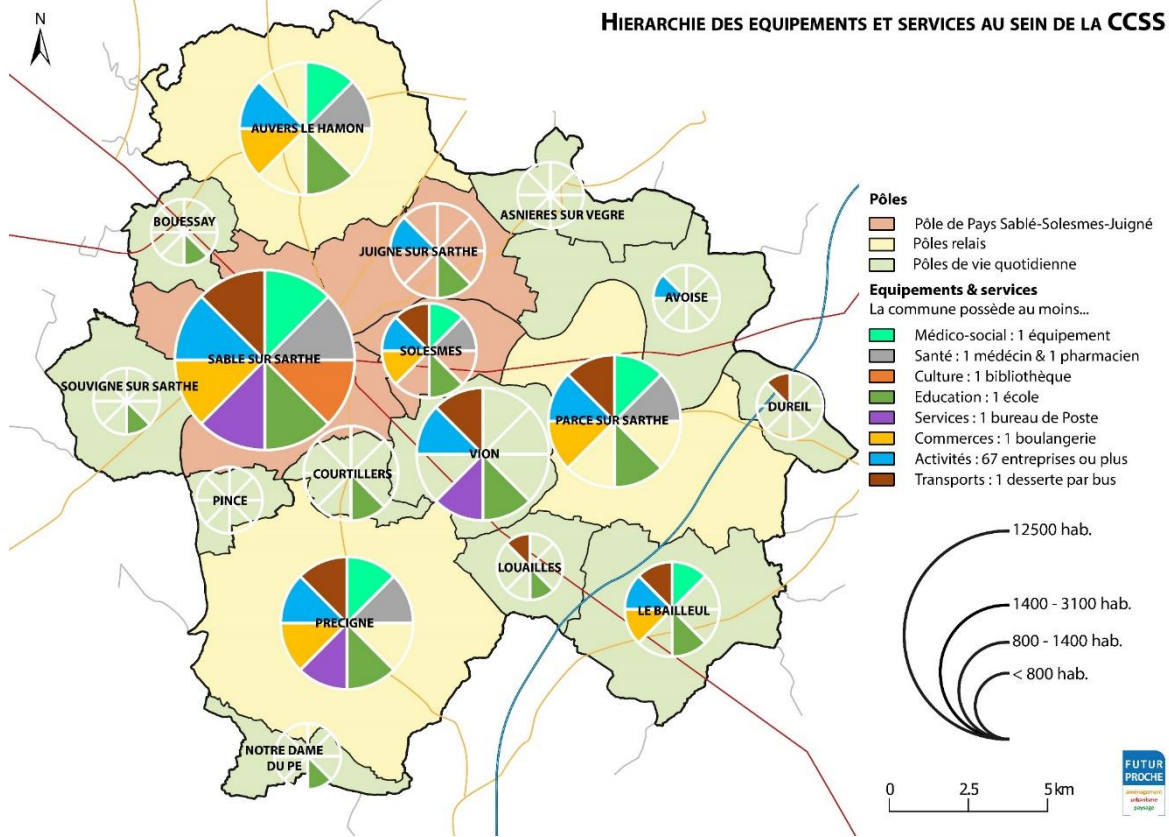 N
HIERARCHIE DES EQUIPEMENTS ET SERVICES AU SEIN DE LA CCSS
AUVERS LE HAMON
BOUESSAY
ASNIERES SUR VEGRE
JUIGNE SUR SARTHE
AVOISE
SABLE SUR SARTHE
SOLESMES
SOUVIGNE SUR SARTHE
DUREIL
PARCE SUR SARTHE
VION
COURTILLERS
PINCE
LOUAILLES
LE BAILLEUL
PRECIGNE
NOTRE DAME
DU PE
Pôles
Pôle de Pays Sablé-Solesmes-Juigné
Pôles relais
Pôles de vie quotidienne
Equipements & services
La commune possède au moins...
Médico-social : 1 équipement
Santé : 1 médécin & 1 pharmacien
Culture : 1 bibliothèque
Education : 1 école
Services : 1 bureau de Poste
Commerces : 1 boulangerie
Activités : 67 entreprises ou plus
Transports : 1 desserte par bus
12500 hab.
1400 - 3100 hab.
800 - 1400 hab.
< 800 hab.
0 2.5 5 km
FUTUR
PROCHE
aménagement
urbanisme
paysage